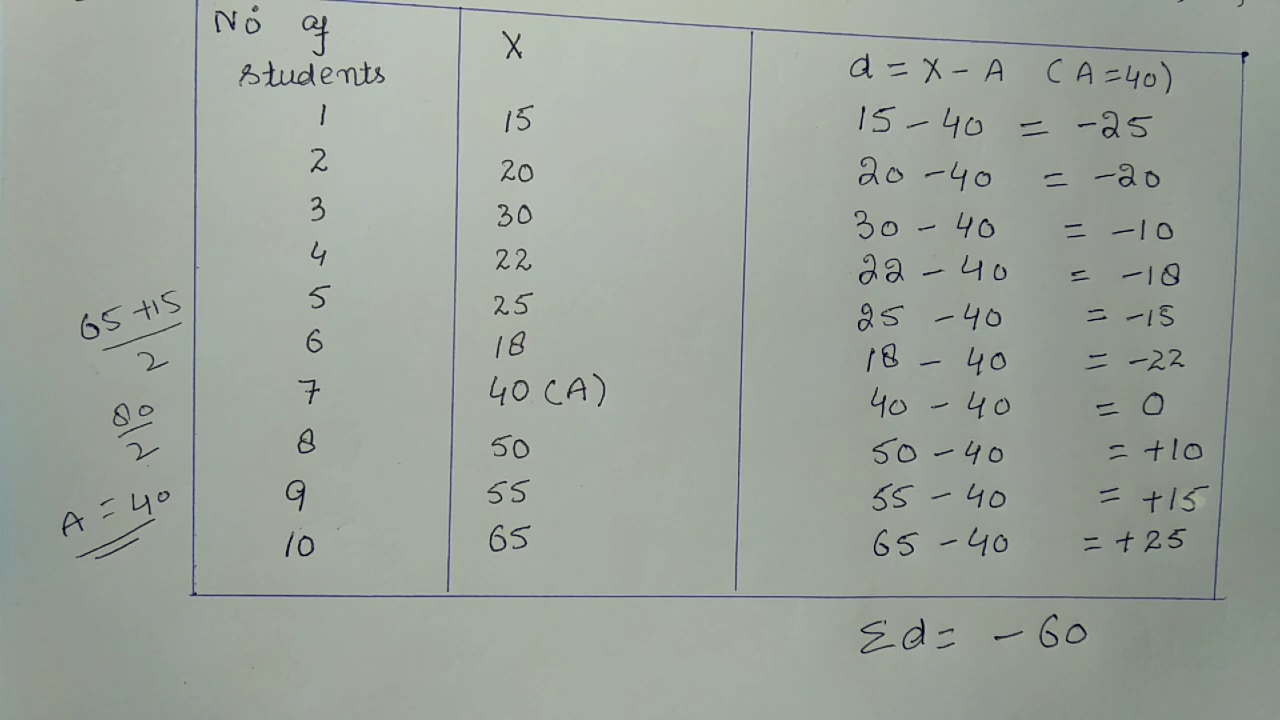 No of students X d = X - A (A = 40)
1 15 15 - 40 = -25
2 20 20 - 40 = -20
3 30 30 - 40 = -10
4 22 22 - 40 = -18
5 25 25 - 40 = -15
6 18 18 - 40 = -22
7 40 (A) 40 - 40 = 0
8 50 50 - 40 = +10
9 55 55 - 40 = +15
10 65 65 - 40 = +25
Σd = - 60
65 + 15
2
80
2
A = 40